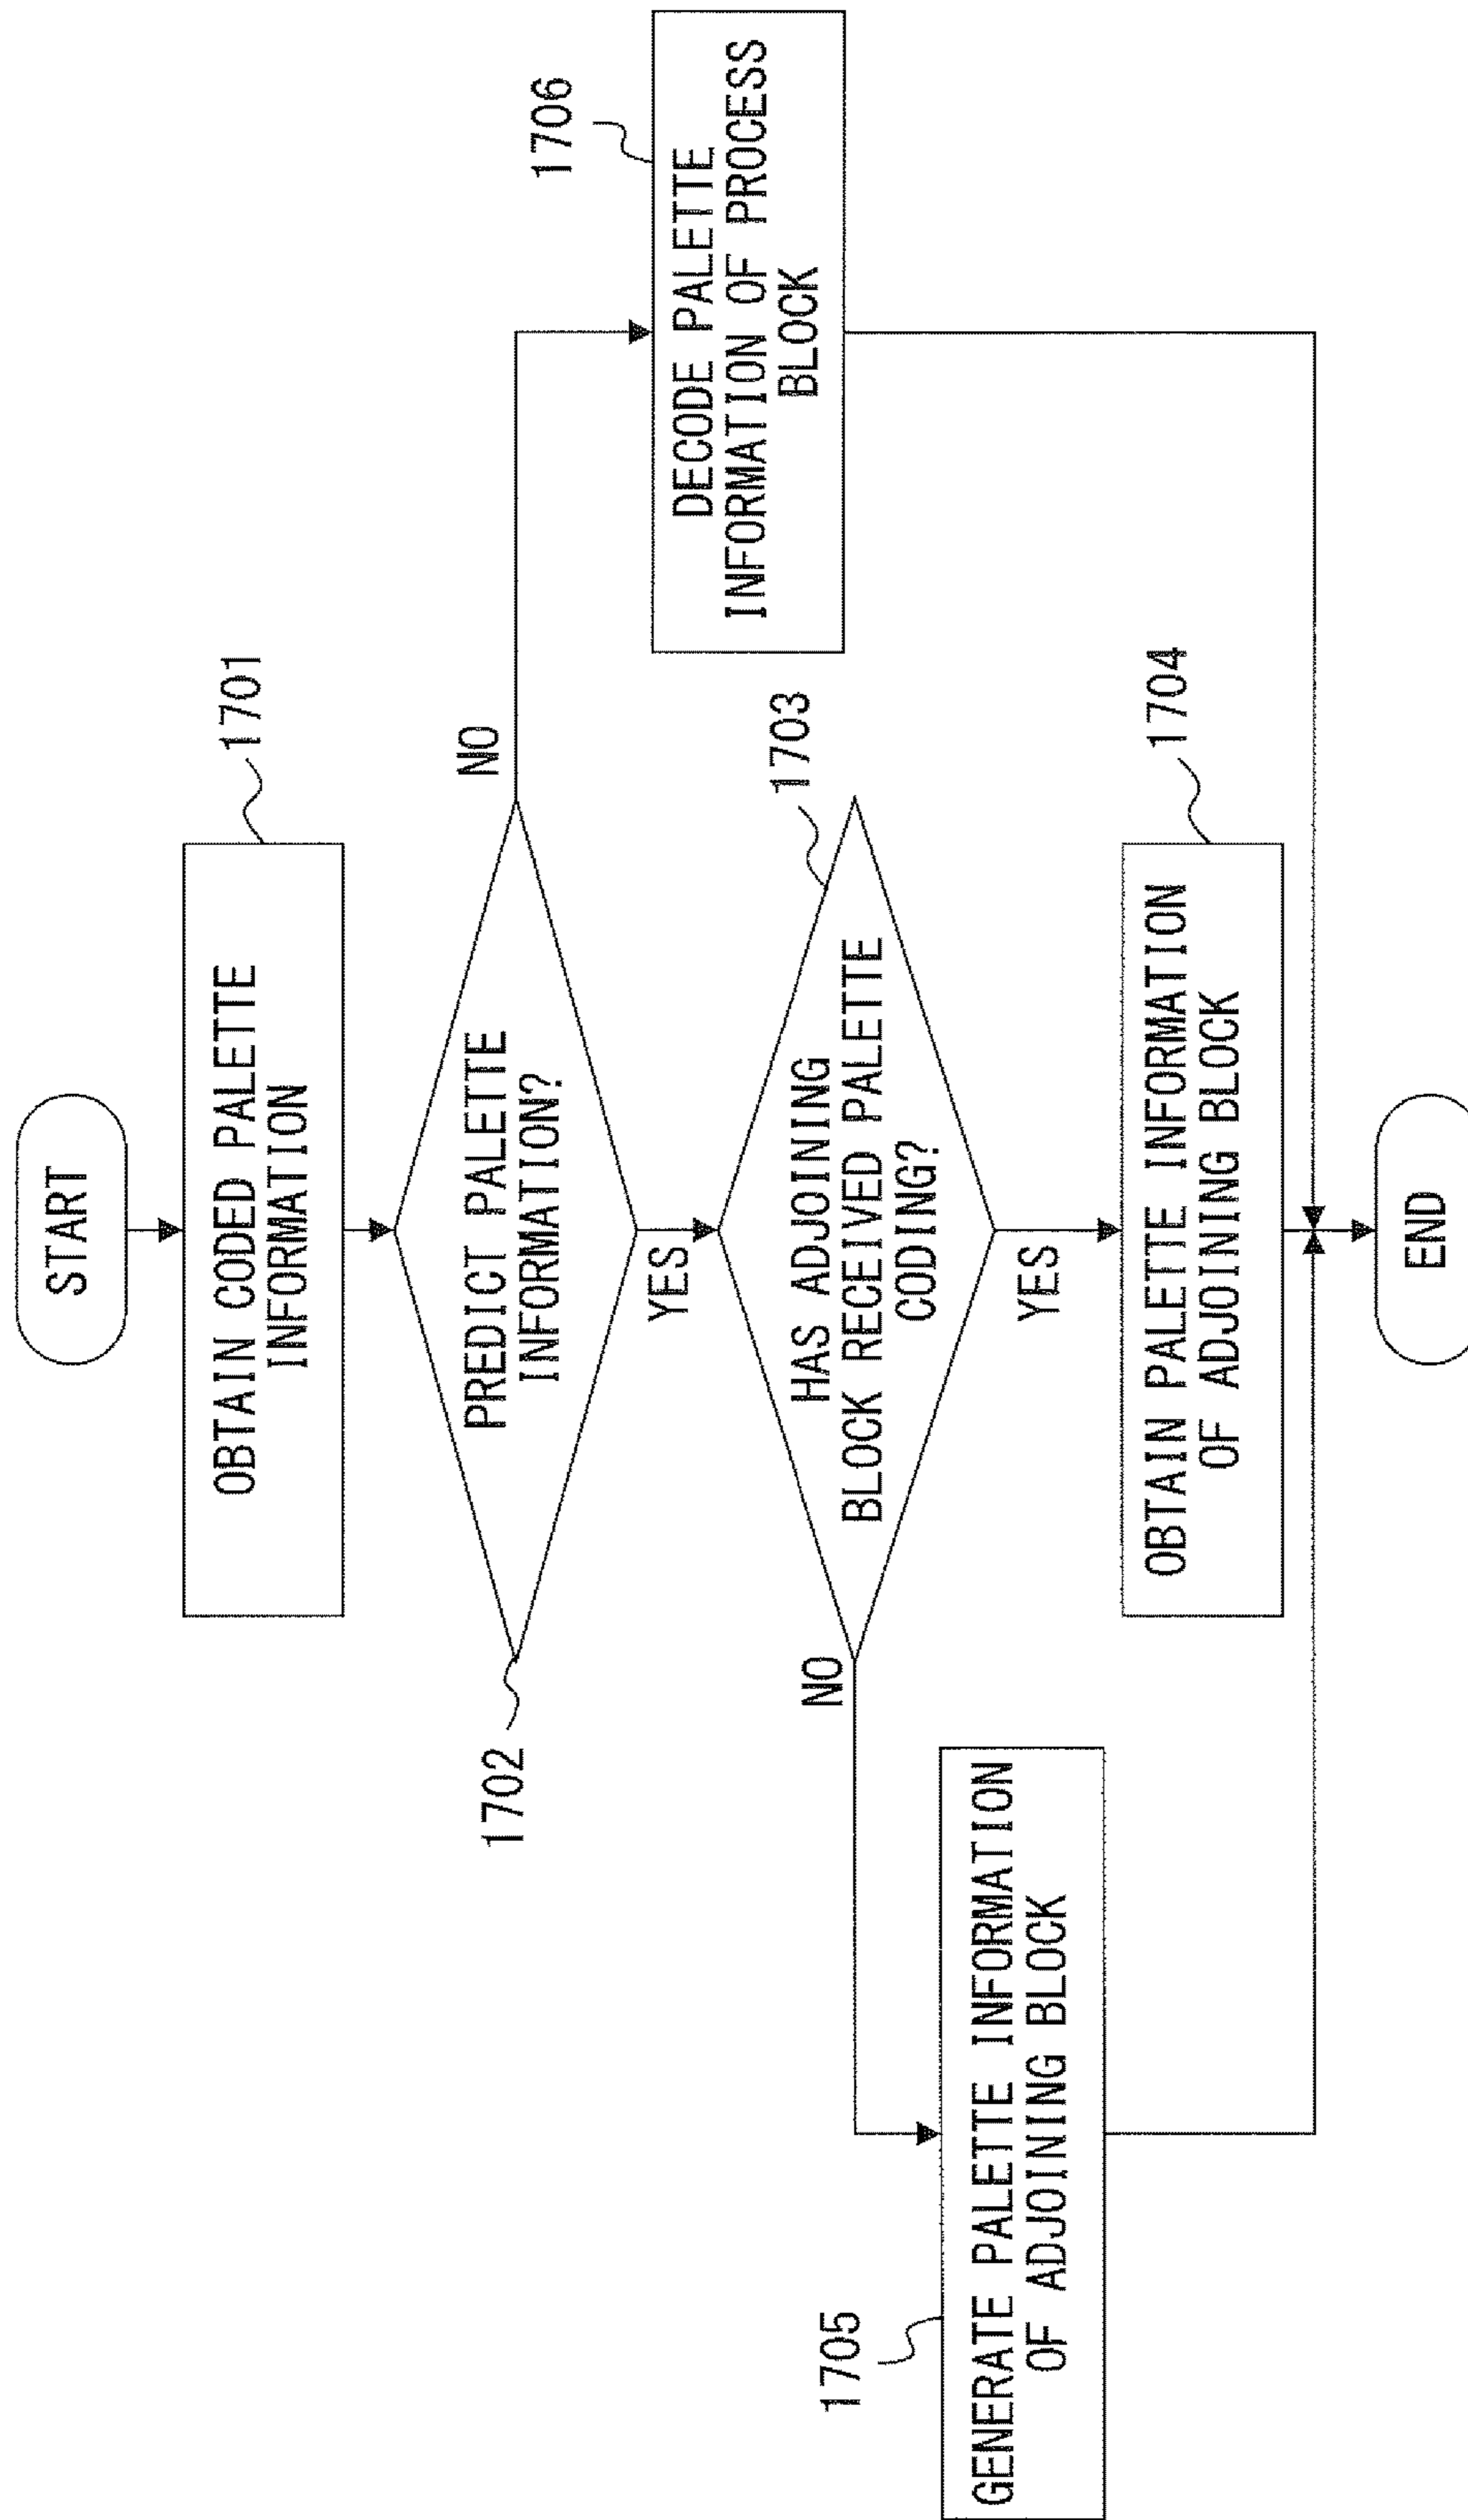 START
OBTAIN CODED PALETTE
INFORMATION
1701
PREDICT PALETTE
INFORMATION?
1702
NO
YES
DECODE PALETTE
INFORMATION OF PROCESS
BLOCK
1706
HAS ADJOINING
BLOCK RECEIVED PALETTE
CODING?
1703
NO
YES
GENERATE PALETTE INFORMATION
OF ADJOINING BLOCK
1705
OBTAIN PALETTE INFORMATION
OF ADJOINING BLOCK
1704
END